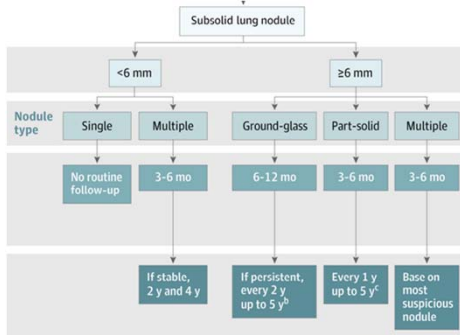 Subsolid lung nodule
<6 mm
≥6 mm
Nodule
type
Single
Multiple
Ground-glass
Part-solid
Multiple
No routine
follow-up
3-6 mo
6-12 mo
3-6 mo
3-6 mo
If stable,
2 y and 4 y
If persistent,
every 2 y
up to 5 yb
Every 1 y
up to 5 yc
Base on
most
suspicious
nodule